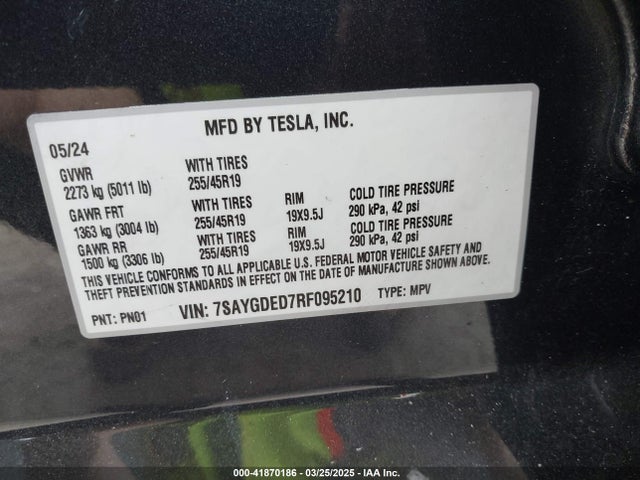 MFD BY TESLA, INC.
05/24
GVWR WITH TIRES
2273 kg (5011 lb) 255/45R19
GAWR FRT WITH TIRES RIM COLD TIRE PRESSURE
1363 kg (3004 lb) 255/45R19 19X9.5J 290 kPa, 42 psi
GAWR RR WITH TIRES RIM COLD TIRE PRESSURE
1500 kg (3306 lb) 255/45R19 19X9.5J 290 kPa, 42 psi
THIS VEHICLE CONFORMS TO ALL APPLICABLE U.S. FEDERAL MOTOR VEHICLE SAFETY AND
THEFT PREVENTION STANDARDS IN EFFECT ON THE DATE OF MANUFACTURE SHOWN ABOVE.
PNT: PN01 VIN: 7SAYGDED7RF095210 TYPE: MPV
000-41870186 - 03/25/2025 - IAA Inc.